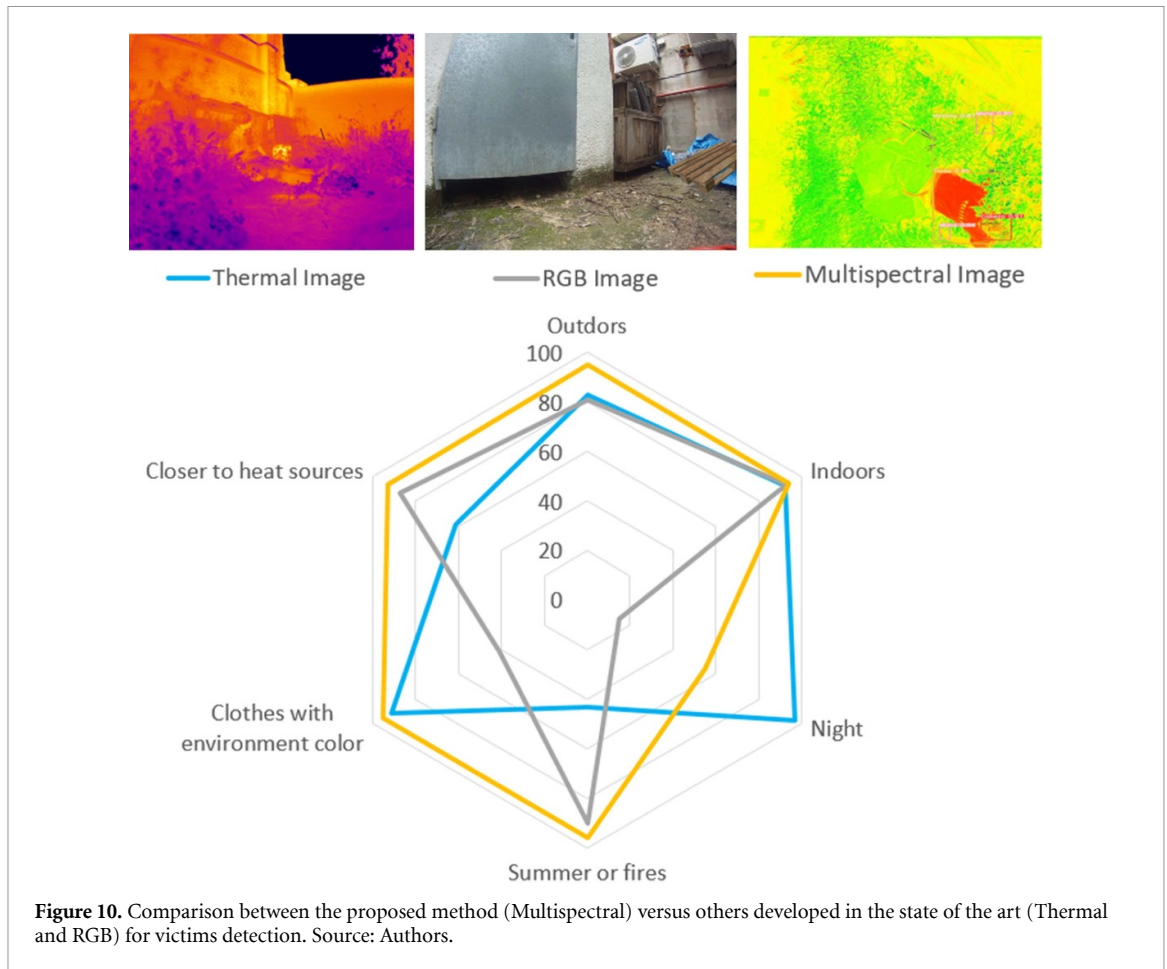 Thermal Image
RGB Image
Multispectral Image
Outdors
100
80
60
40
20
0
Closer to heat sources
Indoors
Clothes with
environment color
Night
Summer or fires
Figure 10. Comparison between the proposed method (Multispectral) versus others developed in the state of the art (Thermal
and RGB) for victims detection. Source: Authors.